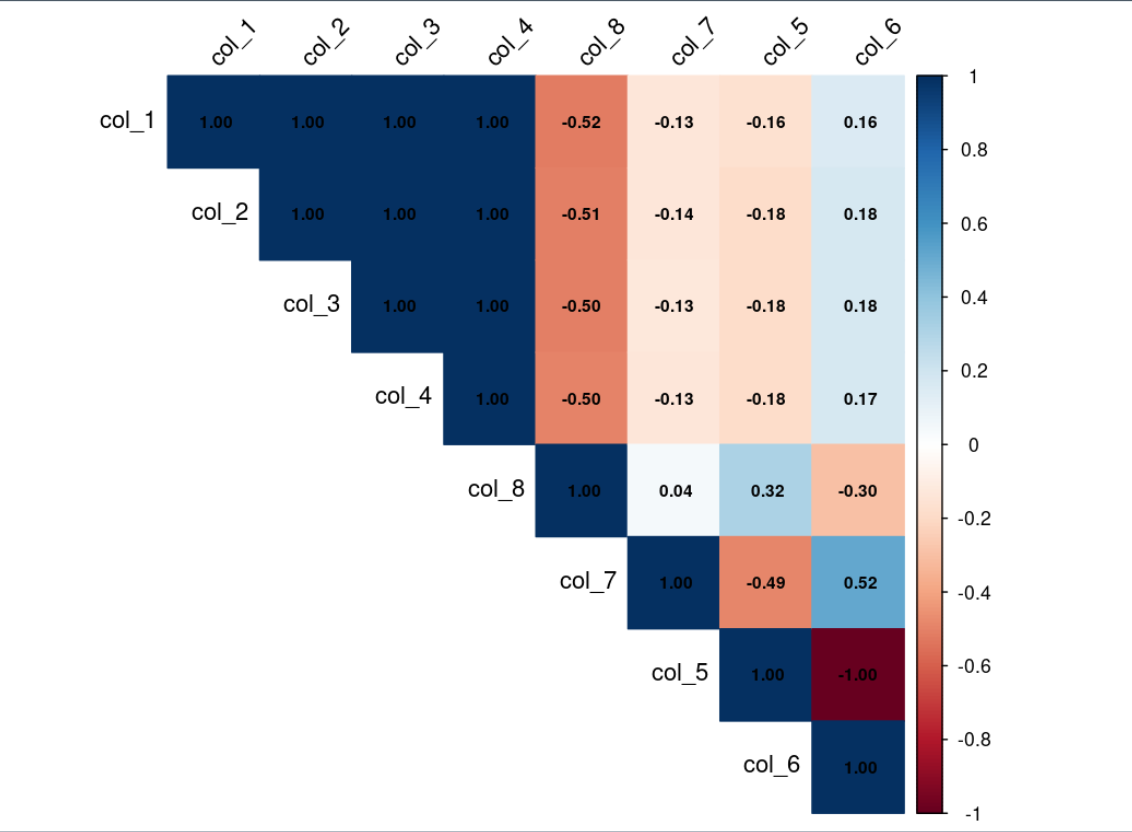 col_1 col_2 col_3 col_4 col_8 col_7 col_5 col_6
col_1 1.00 1.00 1.00 1.00 -0.52 -0.13 -0.16 0.16
col_2 1.00 1.00 1.00 -0.51 -0.14 -0.18 0.18
col_3 1.00 1.00 -0.50 -0.13 -0.18 0.18
col_4 1.00 -0.50 -0.13 -0.18 0.17
col_8 1.00 0.04 0.32 -0.30
col_7 1.00 -0.49 0.52
col_5 1.00 -1.00
col_6 1.00
1
0.8
0.6
0.4
0.2
0
-0.2
-0.4
-0.6
-0.8
-1